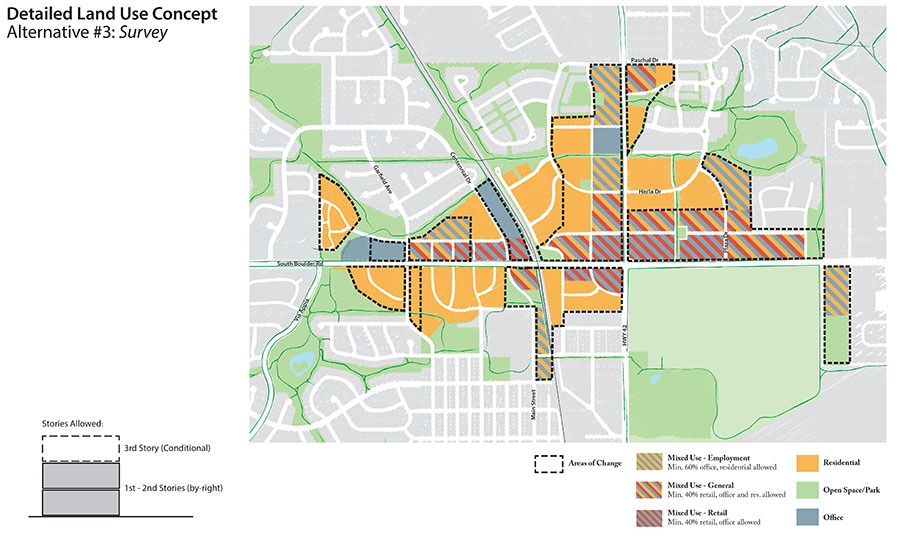 Detailed Land Use Concept
Alternative #3: Survey
Paschal Dr
Centennial Dr
Garfield Ave
Hecla Dr
Plaza Dr
South Boulder Rd
Via Appia
HWY 42
Main Street
Stories Allowed:
3rd Story (Conditional)
1st - 2nd Stories (by-right)
Areas of Change
Mixed Use - Employment
Min. 60% office, residential allowed
Mixed Use - General
Min. 40% retail, office and res. allowed
Mixed Use - Retail
Min. 40% retail, office allowed
Residential
Open Space/Park
Office